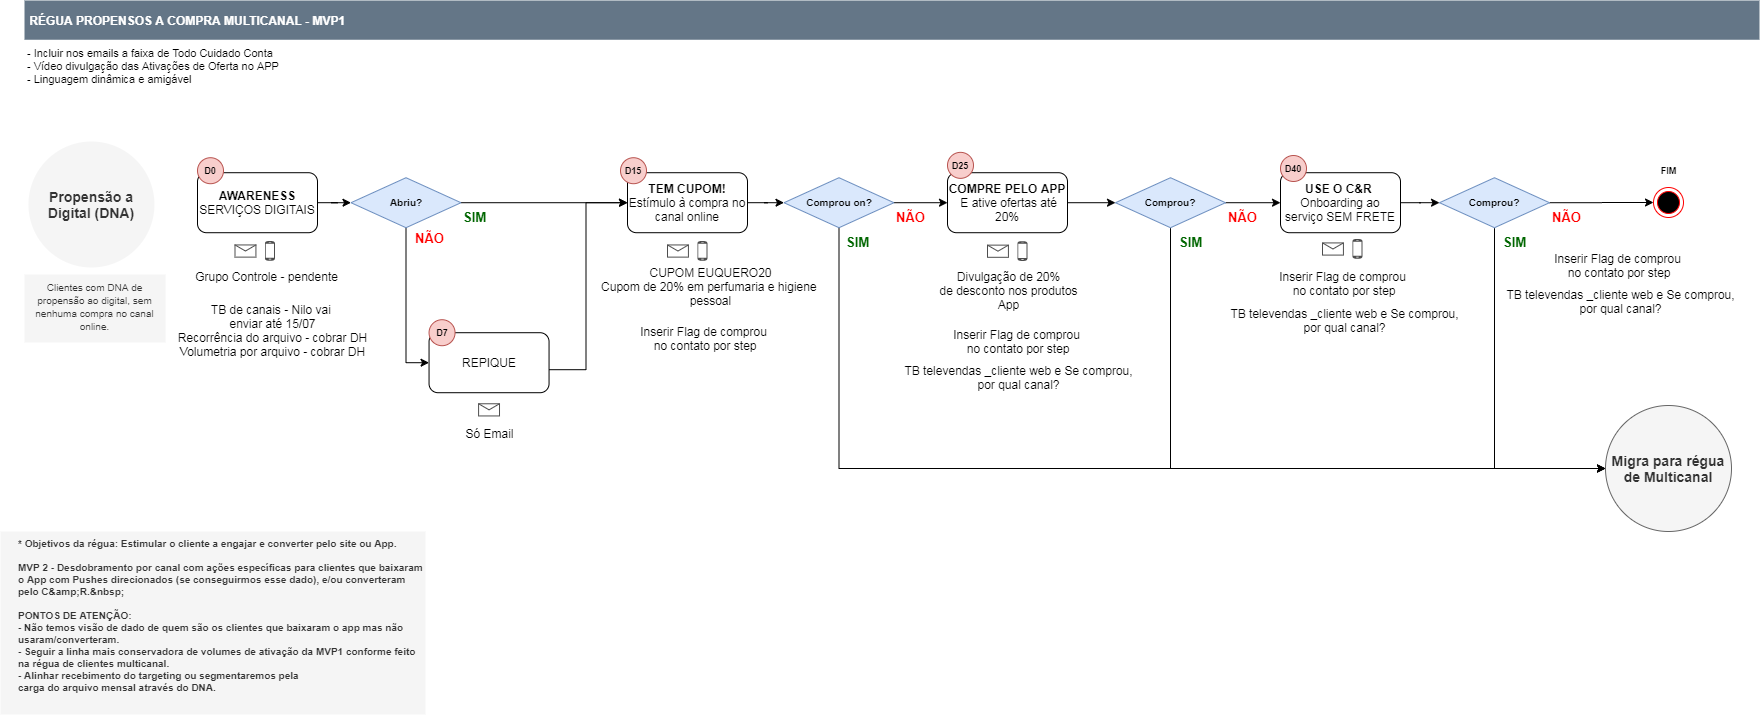 RÉGUA PROPENSOS A COMPRA MULTICANAL - MVP1
- Incluir nos emails a faixa de Todo Cuidado Conta
- Vídeo divulgação das Ativações de Oferta no APP
- Linguagem dinâmica e amigável
Propensão a
Digital (DNA)
Clientes com DNA de
propensão ao digital, sem
nenhuma compra no canal
online.
D0
AWARENESS
SERVIÇOS DIGITAIS
Grupo Controle - pendente
TB de canais - Nilo vai
enviar até 15/07
Recorrência do arquivo - cobrar DH
Volumetria por arquivo - cobrar DH
Abriu?
SIM
NÃO
D7
REPIQUE
Só Email
D15
TEM CUPOM!
Estímulo à compra no
canal online
CUPOM EUQUERO20
Cupom de 20% em perfumaria e higiene
pessoal
Inserir Flag de comprou
no contato por step
Comprou on?
NÃO
SIM
D25
COMPRE PELO APP
E ative ofertas até
20%
Divulgação de 20%
de desconto nos produtos
App
Inserir Flag de comprou
no contato por step
TB televendas _cliente web e Se comprou,
por qual canal?
Comprou?
NÃO
SIM
D40
USE O C&R
Onboarding ao
serviço SEM FRETE
Inserir Flag de comprou
no contato por step
TB televendas _cliente web e Se comprou,
por qual canal?
Comprou?
NÃO
SIM
FIM
Inserir Flag de comprou
no contato por step
TB televendas _cliente web e Se comprou,
por qual canal?
Migra para régua
de Multicanal
* Objetivos da régua: Estimular o cliente a engajar e converter pelo site ou App.
MVP 2 - Desdobramento por canal com ações específicas para clientes que baixaram
o App com Pushes direcionados (se conseguirmos esse dado), e/ou converteram
pelo C&amp;R.&nbsp;
PONTOS DE ATENÇÃO:
- Não temos visão de dado de quem são os clientes que baixaram o app mas não
usaram/converteram.
- Seguir a linha mais conservadora de volumes de ativação da MVP1 conforme feito
na régua de clientes multicanal.
- Alinhar recebimento do targeting ou segmentaremos pela
carga do arquivo mensal através do DNA.